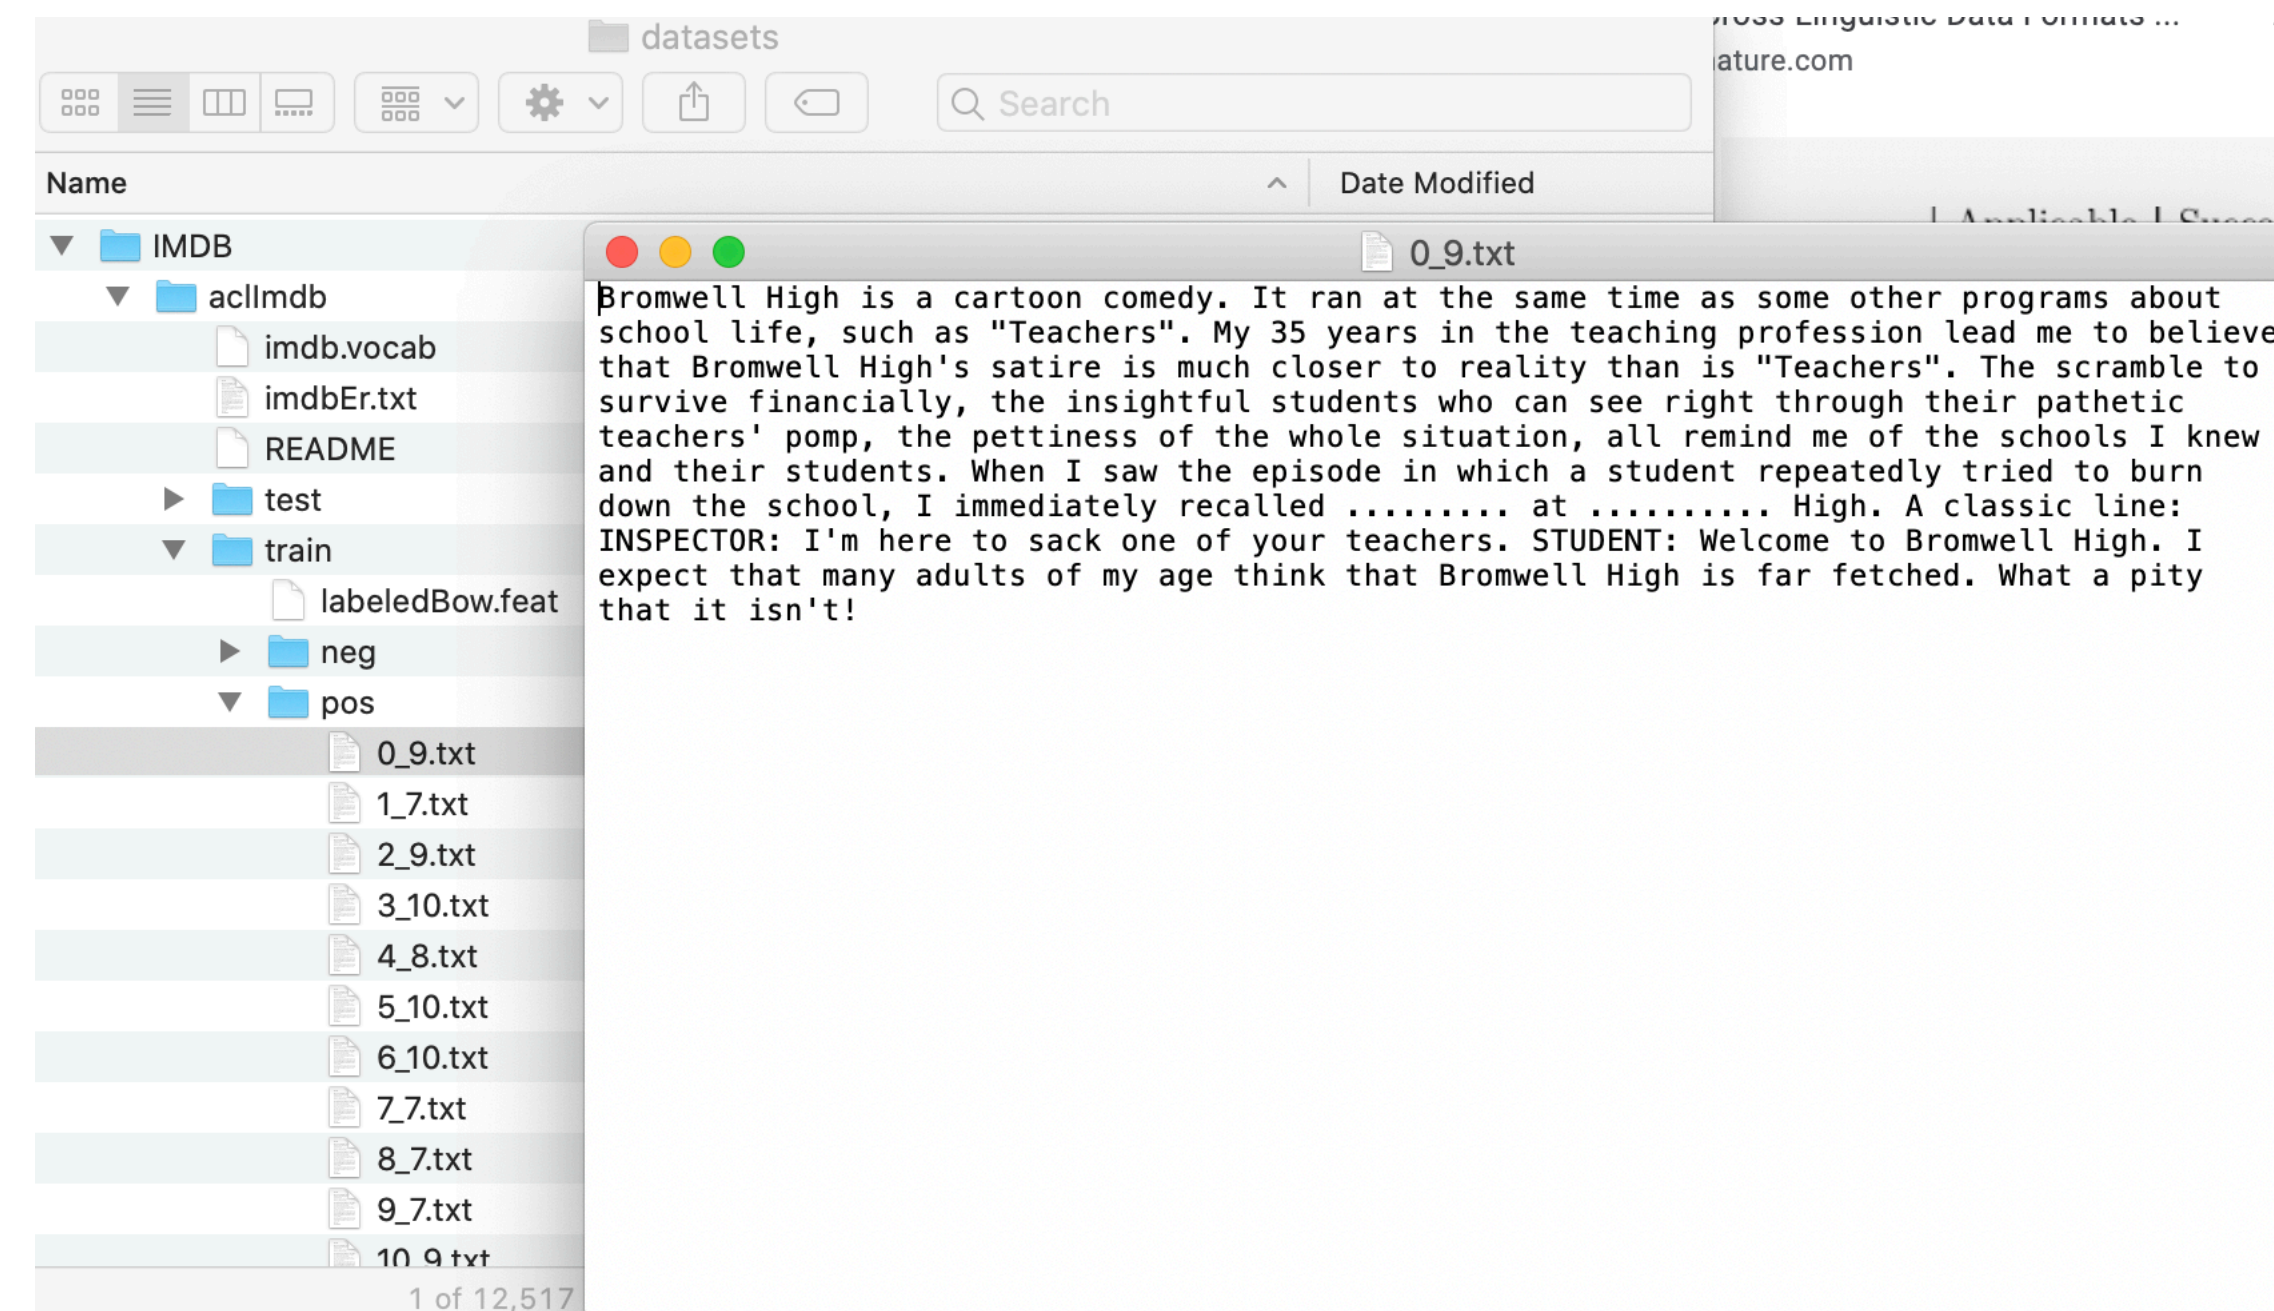 datasets
Search
ature.com
Name
Date Modified
IMDB
aclImdb
imdb.vocab
imdbEr.txt
README
test
train
labeledBow.feat
neg
pos
0_9.txt
1_7.txt
2_9.txt
3_10.txt
4_8.txt
5_10.txt
6_10.txt
7_7.txt
8_7.txt
9_7.txt
10_9.txt
1 of 12,517
0_9.txt
Bromwell High is a cartoon comedy. It ran at the same time as some other programs about
school life, such as "Teachers". My 35 years in the teaching profession lead me to believe
that Bromwell High's satire is much closer to reality than is "Teachers". The scramble to
survive financially, the insightful students who can see right through their pathetic
teachers' pomp, the pettiness of the whole situation, all remind me of the schools I knew
and their students. When I saw the episode in which a student repeatedly tried to burn
down the school, I immediately recalled ......... at .......... High. A classic line:
INSPECTOR: I'm here to sack one of your teachers. STUDENT: Welcome to Bromwell High. I
expect that many adults of my age think that Bromwell High is far fetched. What a pity
that it isn't!